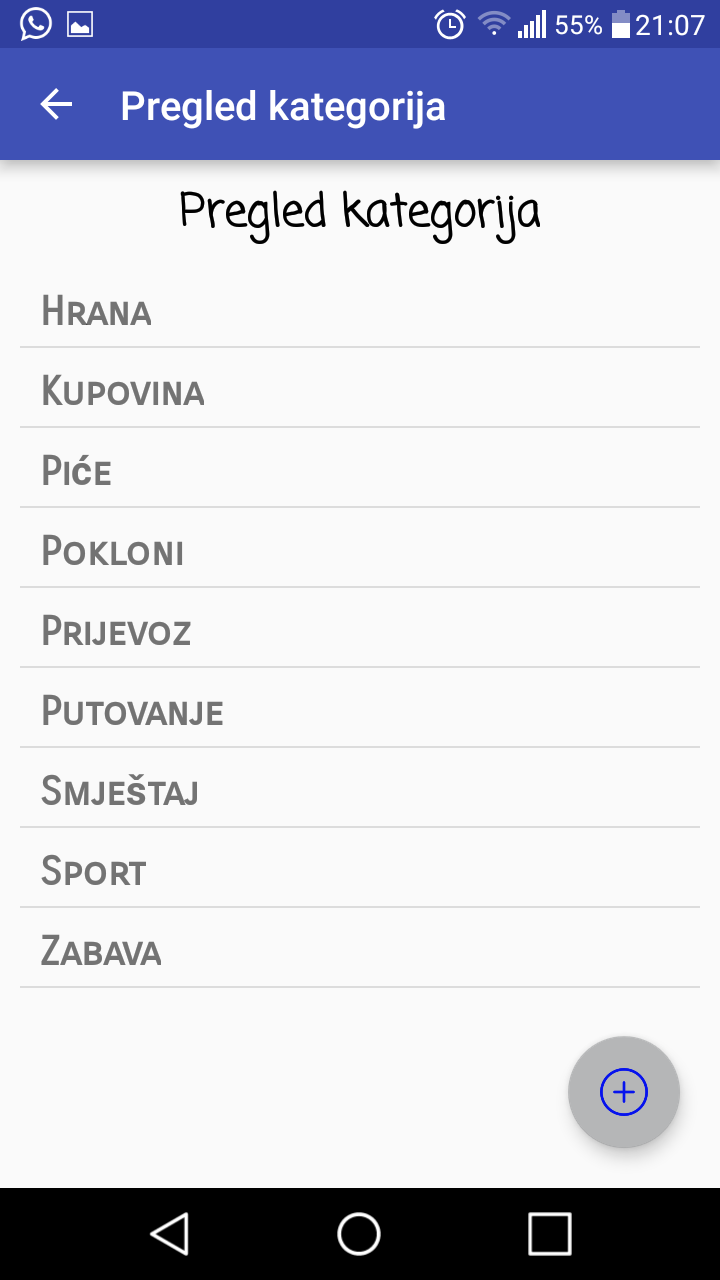 55% 21:07
Pregled kategorija
Pregled kategorija
Hrana
Kupovina
Piće
Pokloni
Prijevoz
Putovanje
Smještaj
Sport
Zabava